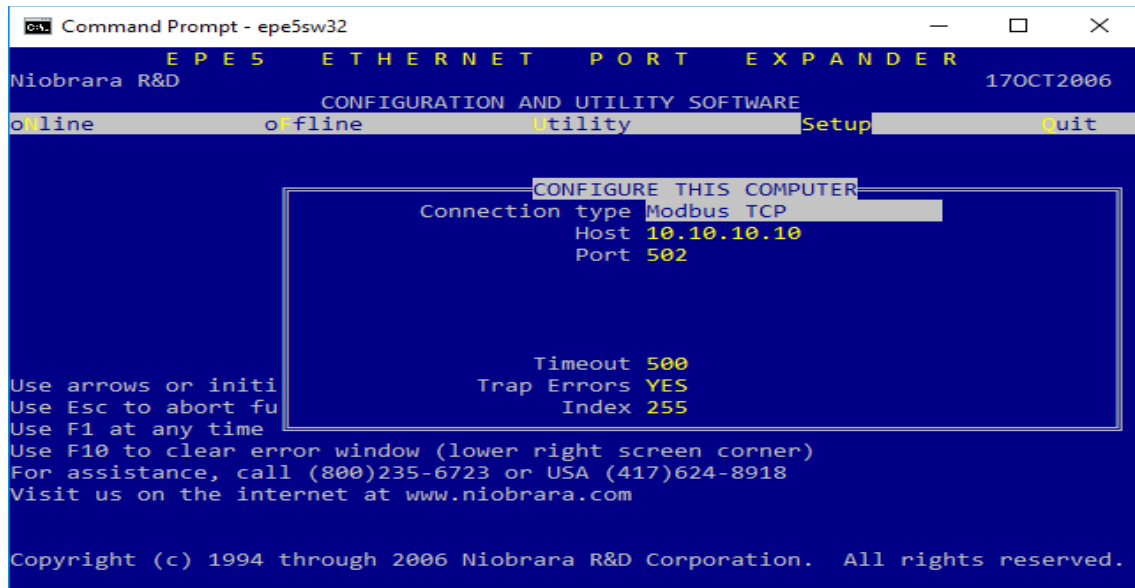 Command Prompt - epe5sw32
E P E 5 E T H E R N E T P O R T E X P A N D E R
Niobrara R&D 17OCT2006
CONFIGURATION AND UTILITY SOFTWARE
oNline oFfline Utility Setup Quit
CONFIGURE THIS COMPUTER
Connection type Modbus TCP
Host 10.10.10.10
Port 502
Timeout 500
Use arrows or initi Trap Errors YES
Use Esc to abort fu Index 255
Use F1 at any time
Use F10 to clear error window (lower right screen corner)
For assistance, call (800)235-6723 or USA (417)624-8918
Visit us on the internet at www.niobrara.com
Copyright (c) 1994 through 2006 Niobrara R&D Corporation. All rights reserved.